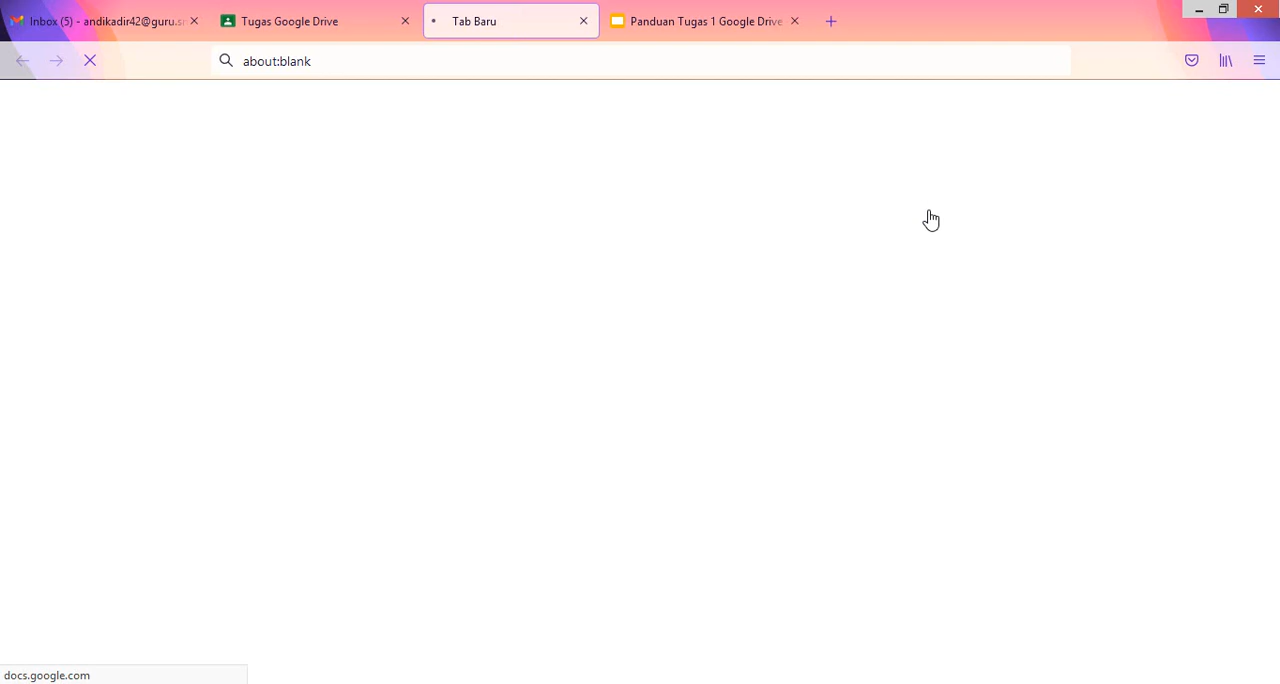 Inbox (5) - andikadir42@guru.sm
Tugas Google Drive
Tab Baru
Panduan Tugas 1 Google Drive
about:blank
docs.google.com